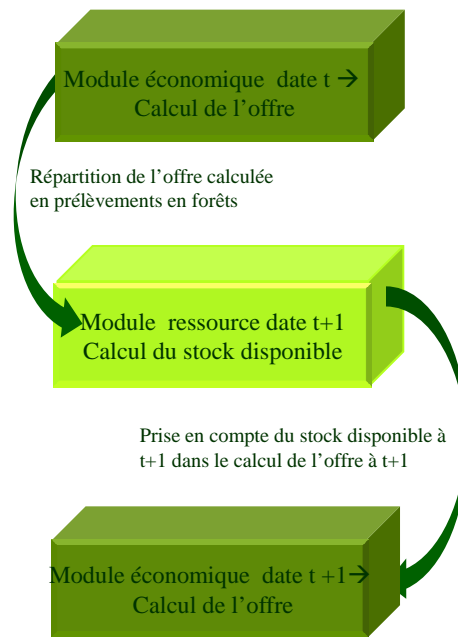 Module économique date t →
Calcul de l’offre
Répartition de l’offre calculée
en prélèvements en forêts
Module ressource date t+1
Calcul du stock disponible
Prise en compte du stock disponible à
t+1 dans le calcul de l’offre à t+1
Module économique date t +1→
Calcul de l’offre